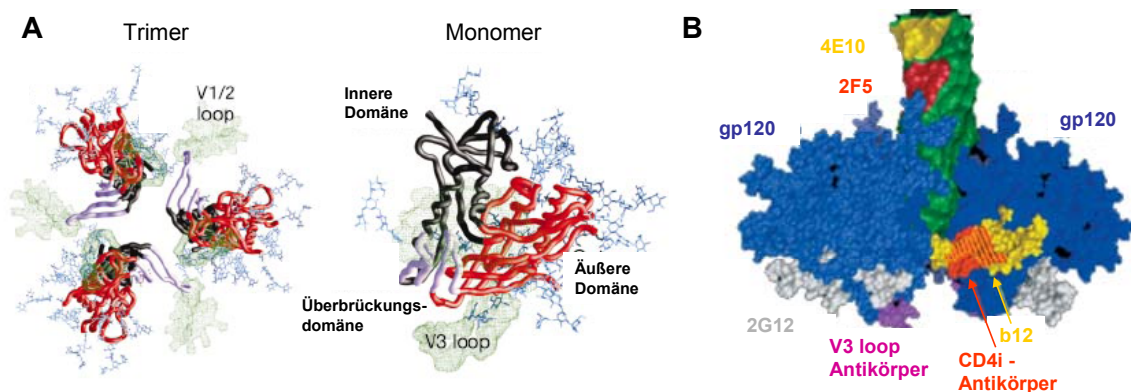 A
Trimer
V1/2
loop
Monomer
Innere
Domäne
Äußere
Domäne
Überbrückungs-
domäne
V3 loop
B
4E10
2F5
gp120
gp120
2G12
V3 loop
Antikörper
b12
CD4i -
Antikörper